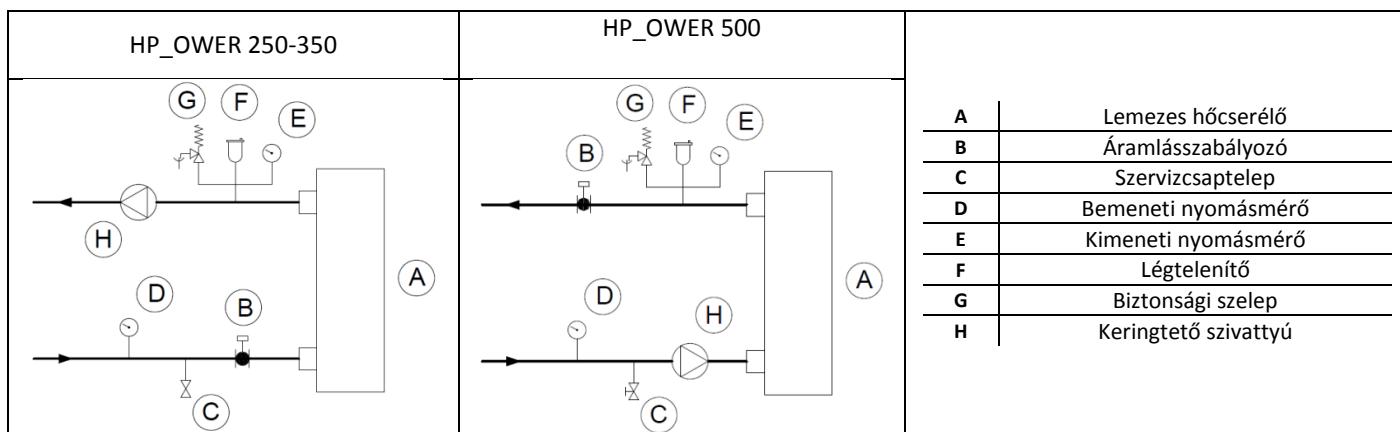 HP_OWER 250-350
HP_OWER 500
G
F
E
H
D
B
A
C
G
F
E
B
D
H
A
C
A Lemezes hőcserélő
B Áramlásszabályozó
C Szervizcsaptelep
D Bemeneti nyomásmérő
E Kimeneti nyomásmérő
F Légtelenítő
G Biztonsági szelep
H Keringtető szivattyú